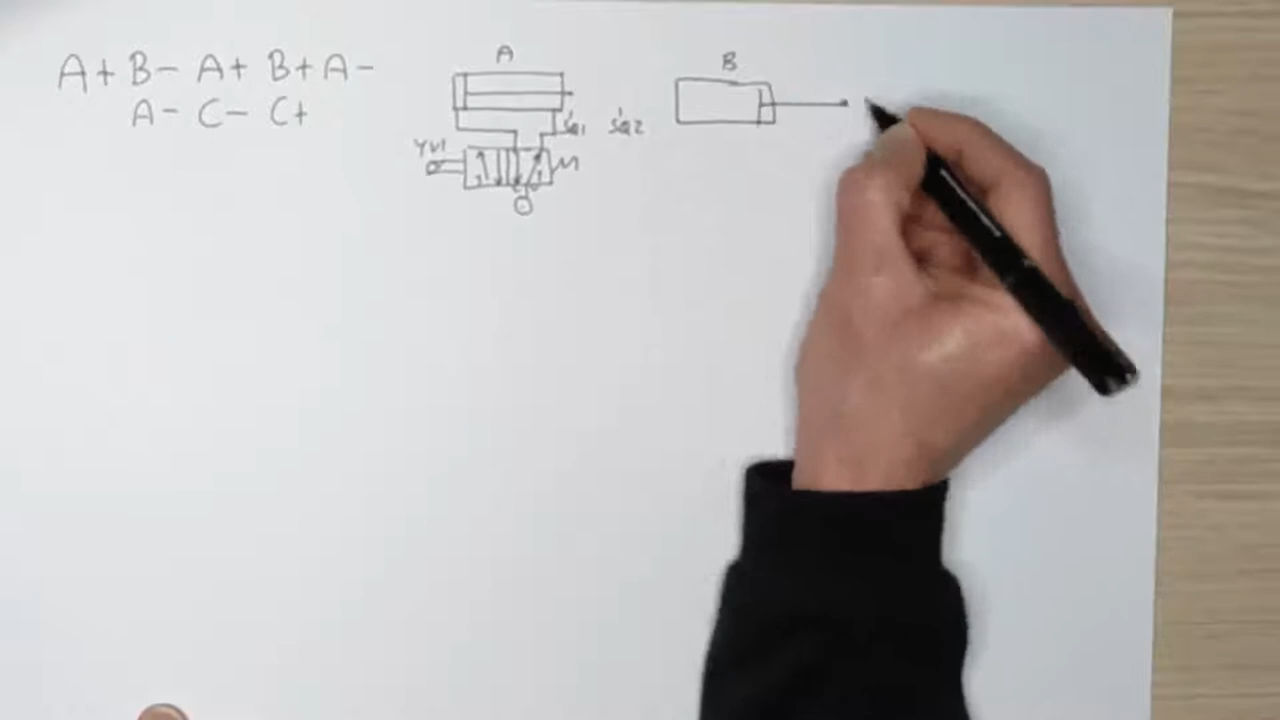 A+ B- A+ B+ A-
A- C- C+
A
B
Sa1 Sa2
YV1